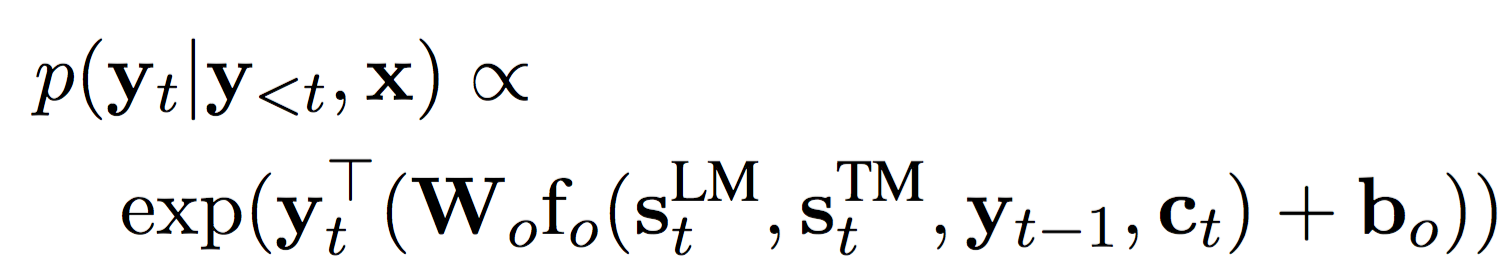 p(y_t|y_{<t}, x) ∝
exp(y_t^⊤(W_o f_o(s_t^{LM}, s_t^{TM}, y_{t−1}, c_t) + b_o))